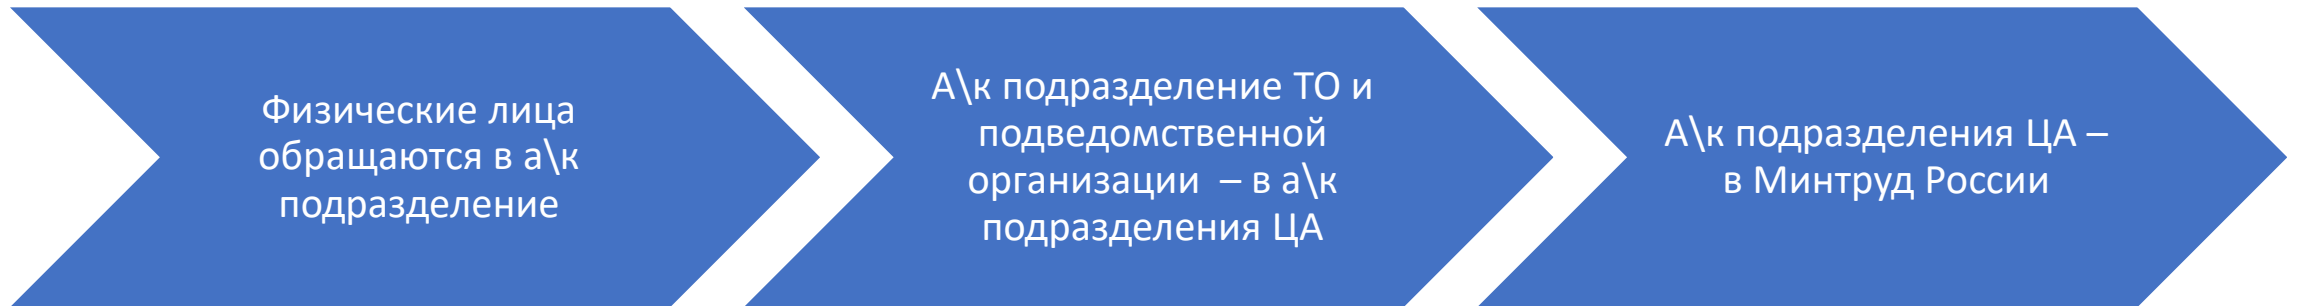 Физические лица
обращаются в а\к
подразделение
А\к подразделение ТО и
подведомственной
организации – в а\к
подразделения ЦА
А\к подразделения ЦА –
в Минтруд России